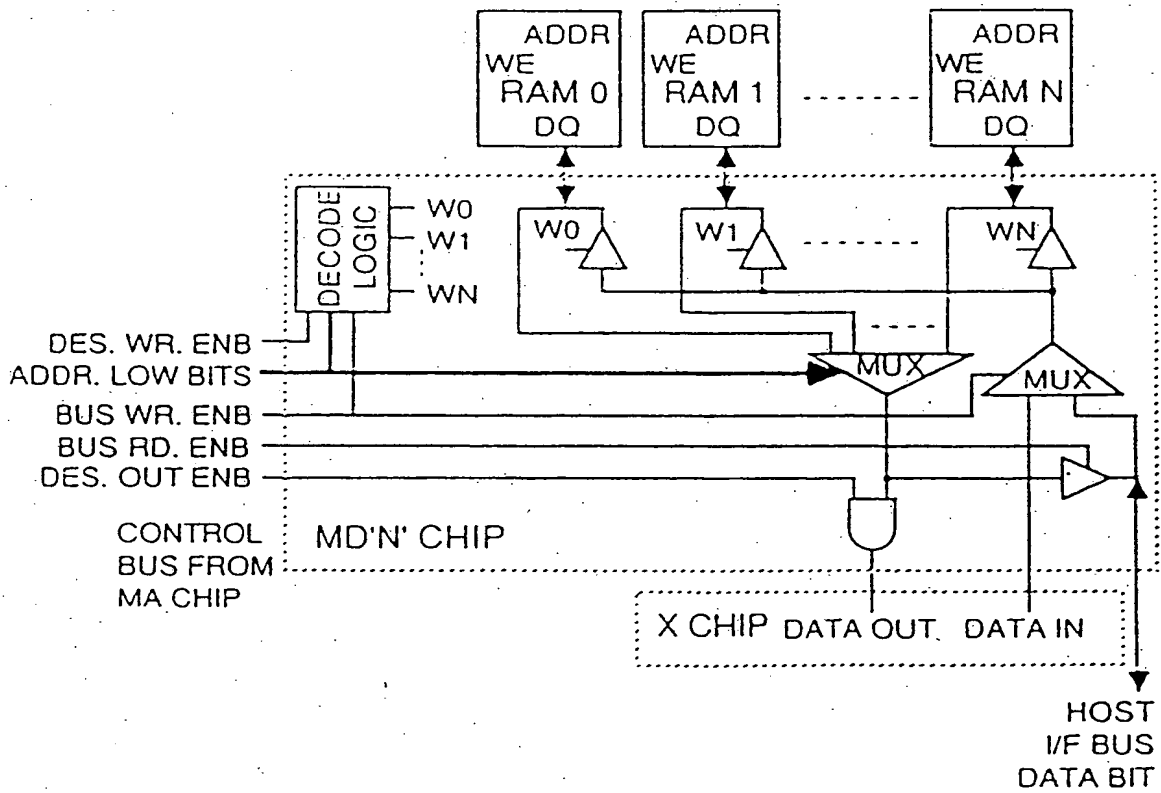 ADDR
WE
RAM 0
DQ
ADDR
WE
RAM 1
DQ
ADDR
WE
RAM N
DQ
DECODE
LOGIC
W0
W1
WN
W0
W1
WN
DES. WR. ENB
ADDR. LOW BITS
BUS WR. ENB
BUS RD. ENB
DES. OUT ENB
MUX
MUX
CONTROL
BUS FROM
MA CHIP
MD'N' CHIP
X CHIP DATA OUT DATA IN
HOST
I/F BUS
DATA BIT